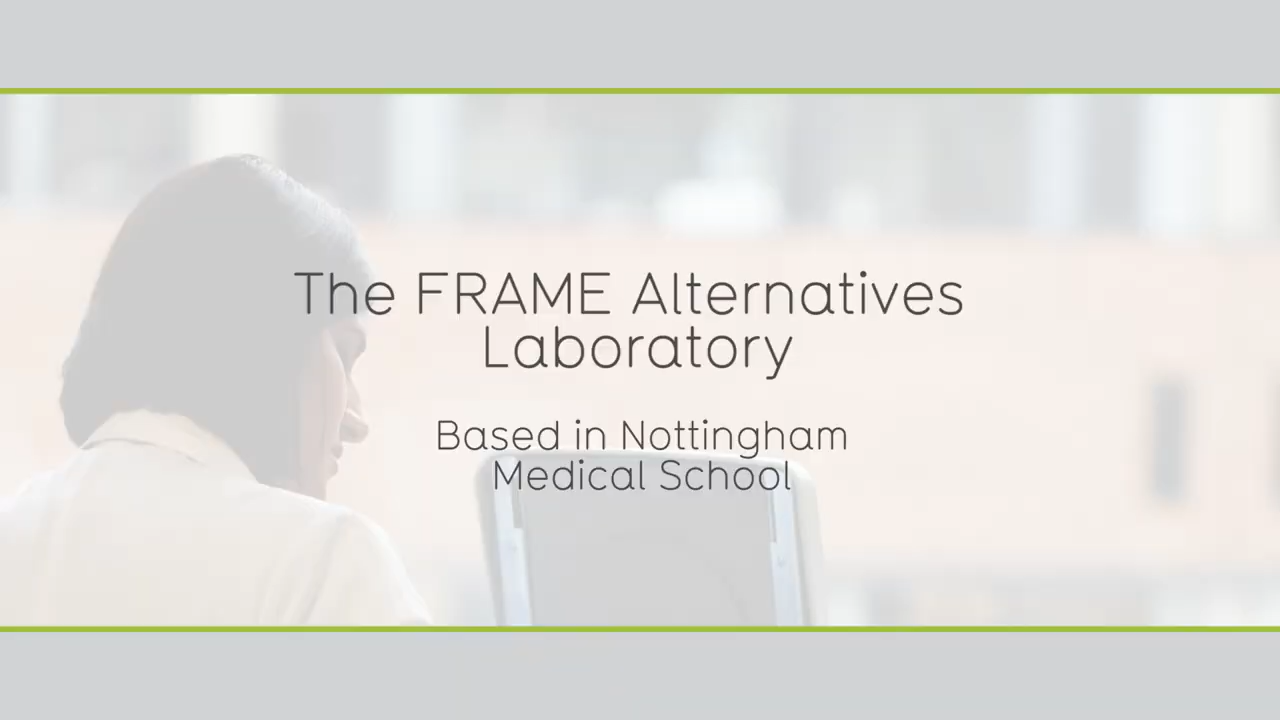 The FRAME Alternatives
Laboratory
Based in Nottingham
Medical School